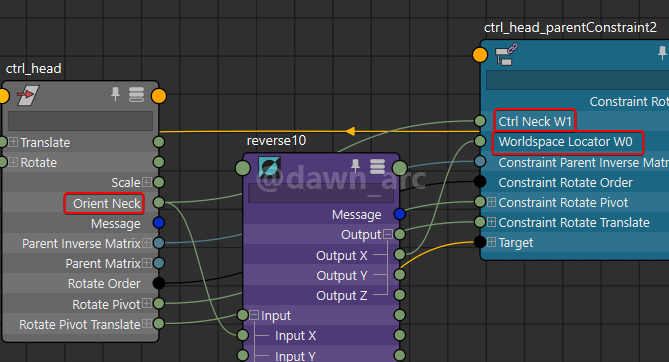 ctrl_head_parentConstraint2
ctrl_head
Constraint Rot
Ctrl Neck W1
Translate
reverse10
Worldspace Locator W0
Rotate
Constraint Parent Inverse Matri
Scale
@dawn-arc
Constraint Rotate Order
Orient Neck
Constraint Rotate Pivot
Message
Message
Constraint Rotate Translate
Parent Inverse Matrix
Output
Target
Parent Matrix
Output X
Rotate Order
Output Y
Rotate Pivot
Output Z
Rotate Pivot Translate
Input
Input X
Input Y